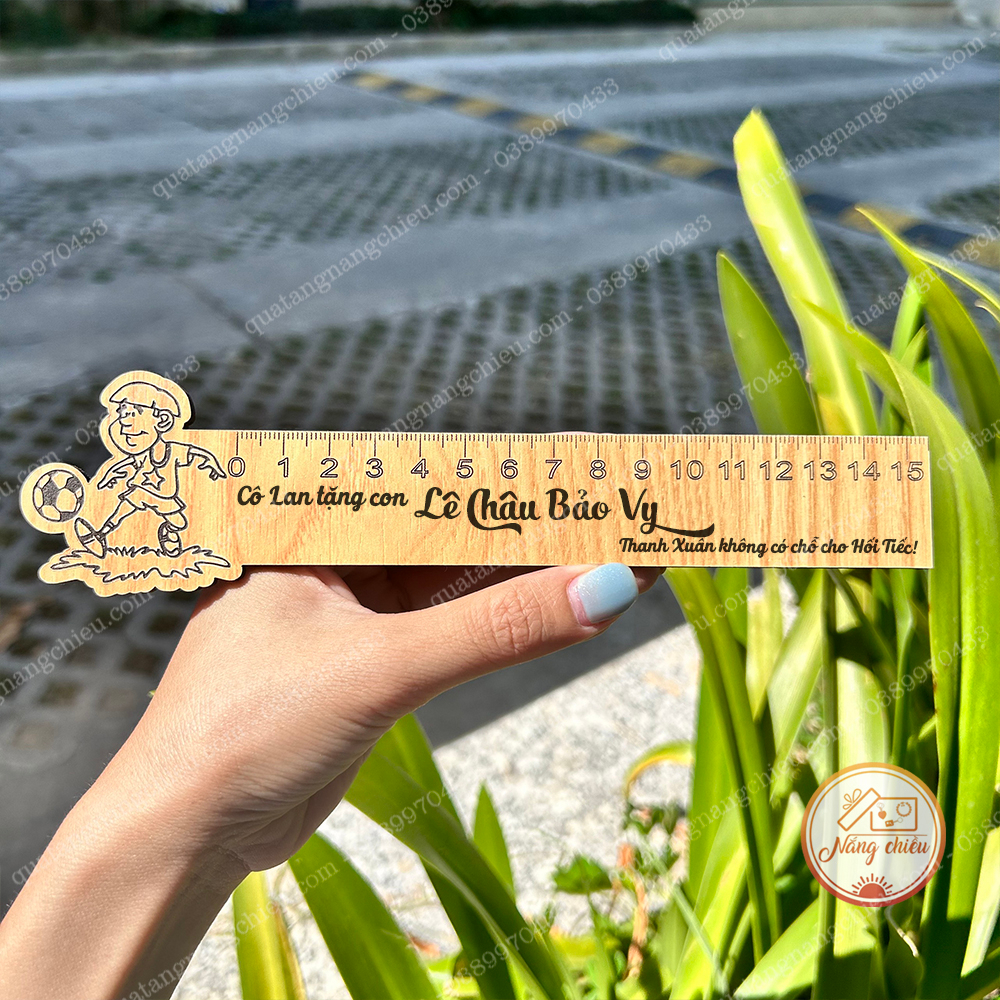 0 1 2 3 4 5 6 7 8 9 10 11 12 13 14 15
Cô Lan tặng con Lê Châu Bảo Vy
Thanh Xuân không có chỗ cho Hối Tiếc!
Nắng chiều
quatangnangchieu.com - 0389970433